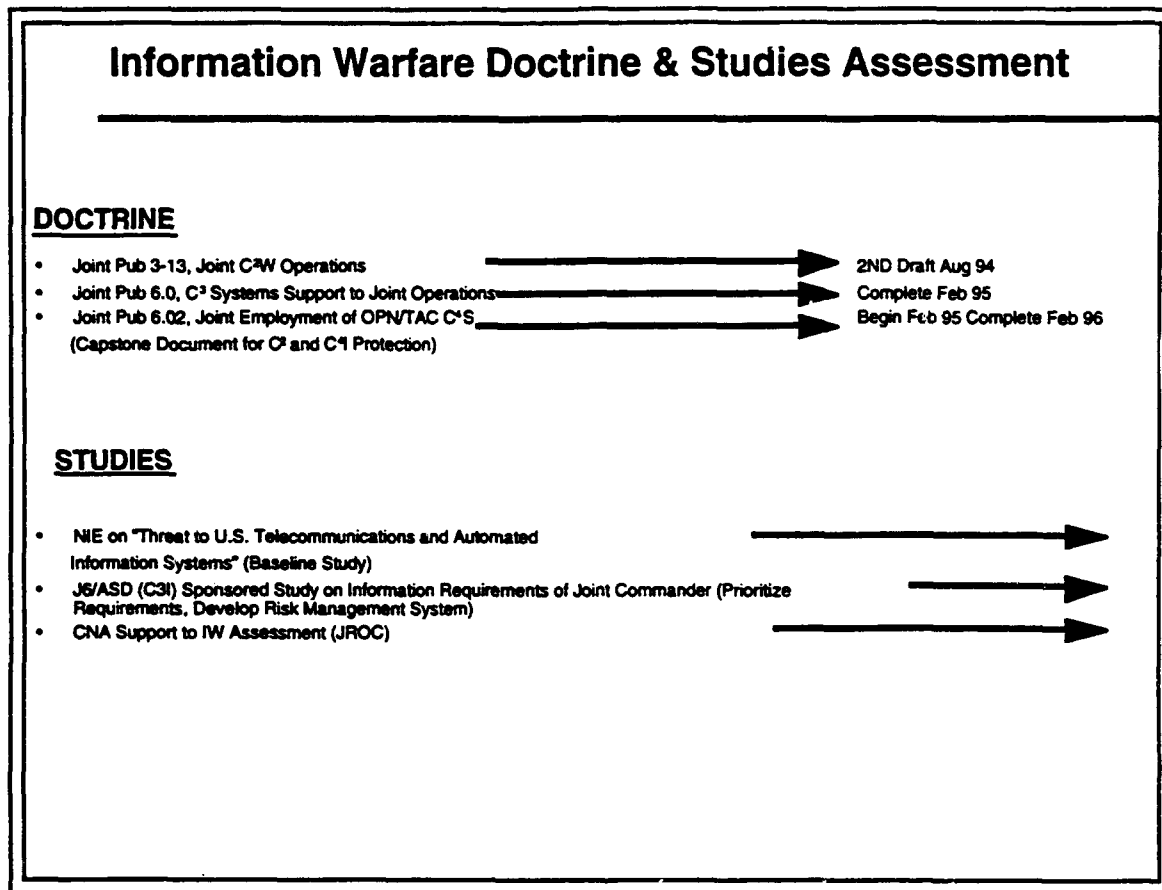 Information Warfare Doctrine & Studies Assessment
DOCTRINE
• Joint Pub 3-13, Joint C²W Operations 2ND Draft Aug 94
• Joint Pub 6.0, C³ Systems Support to Joint Operations Complete Feb 95
• Joint Pub 6.02, Joint Employment of OPN/TAC C⁴S Begin Feb 95 Complete Feb 96
(Capstone Document for C² and C⁴I Protection)
STUDIES
• NIE on "Threat to U.S. Telecommunications and Automated
Information Systems" (Baseline Study)
• J6/ASD (C3I) Sponsored Study on Information Requirements of Joint Commander (Prioritize
Requirements, Develop Risk Management System)
• CNA Support to IW Assessment (JROC)